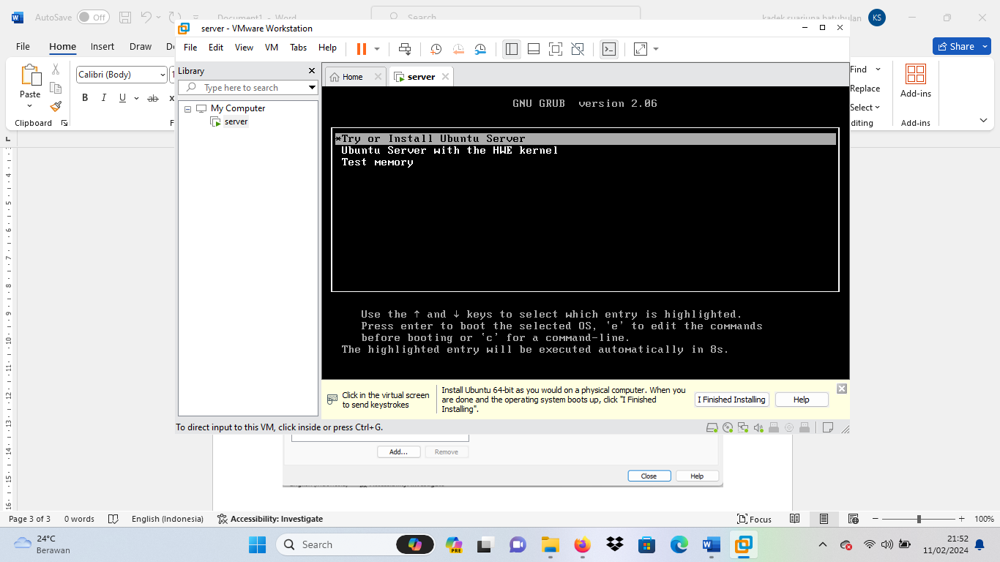 AutoSave
Off
Document1 - Word
Search
kadek suarjuna batubulan
KS
server - VMware Workstation
File
Home
Insert
Draw
Share
File
Edit
View
VM
Tabs
Help
Library
Type here to search
My Computer
server
Home
server
Paste
Clipboard
Calibri (Body)
B
I
U
ab
Find
Replace
Select
diting
Add-ins
Add-ins
GNU GRUB version 2.06
*Try or Install Ubuntu Server
Ubuntu Server with the HWE kernel
Test memory
Use the ↑ and ↓ keys to select which entry is highlighted.
Press enter to boot the selected OS, `e' to edit the commands
before booting or `c' for a command-line.
The highlighted entry will be executed automatically in 8s.
Click in the virtual screen
to send keystrokes
Install Ubuntu 64-bit as you would on a physical computer. When you
are done and the operating system boots up, click "I Finished
Installing".
I Finished Installing
Help
To direct input to this VM, click inside or press Ctrl+G.
Add...
Remove
Close
Help
Page 3 of 3
0 words
English (Indonesia)
Accessibility: Investigate
Focus
100%
24°C
Berawan
Search
PRE
21:52
11/02/2024